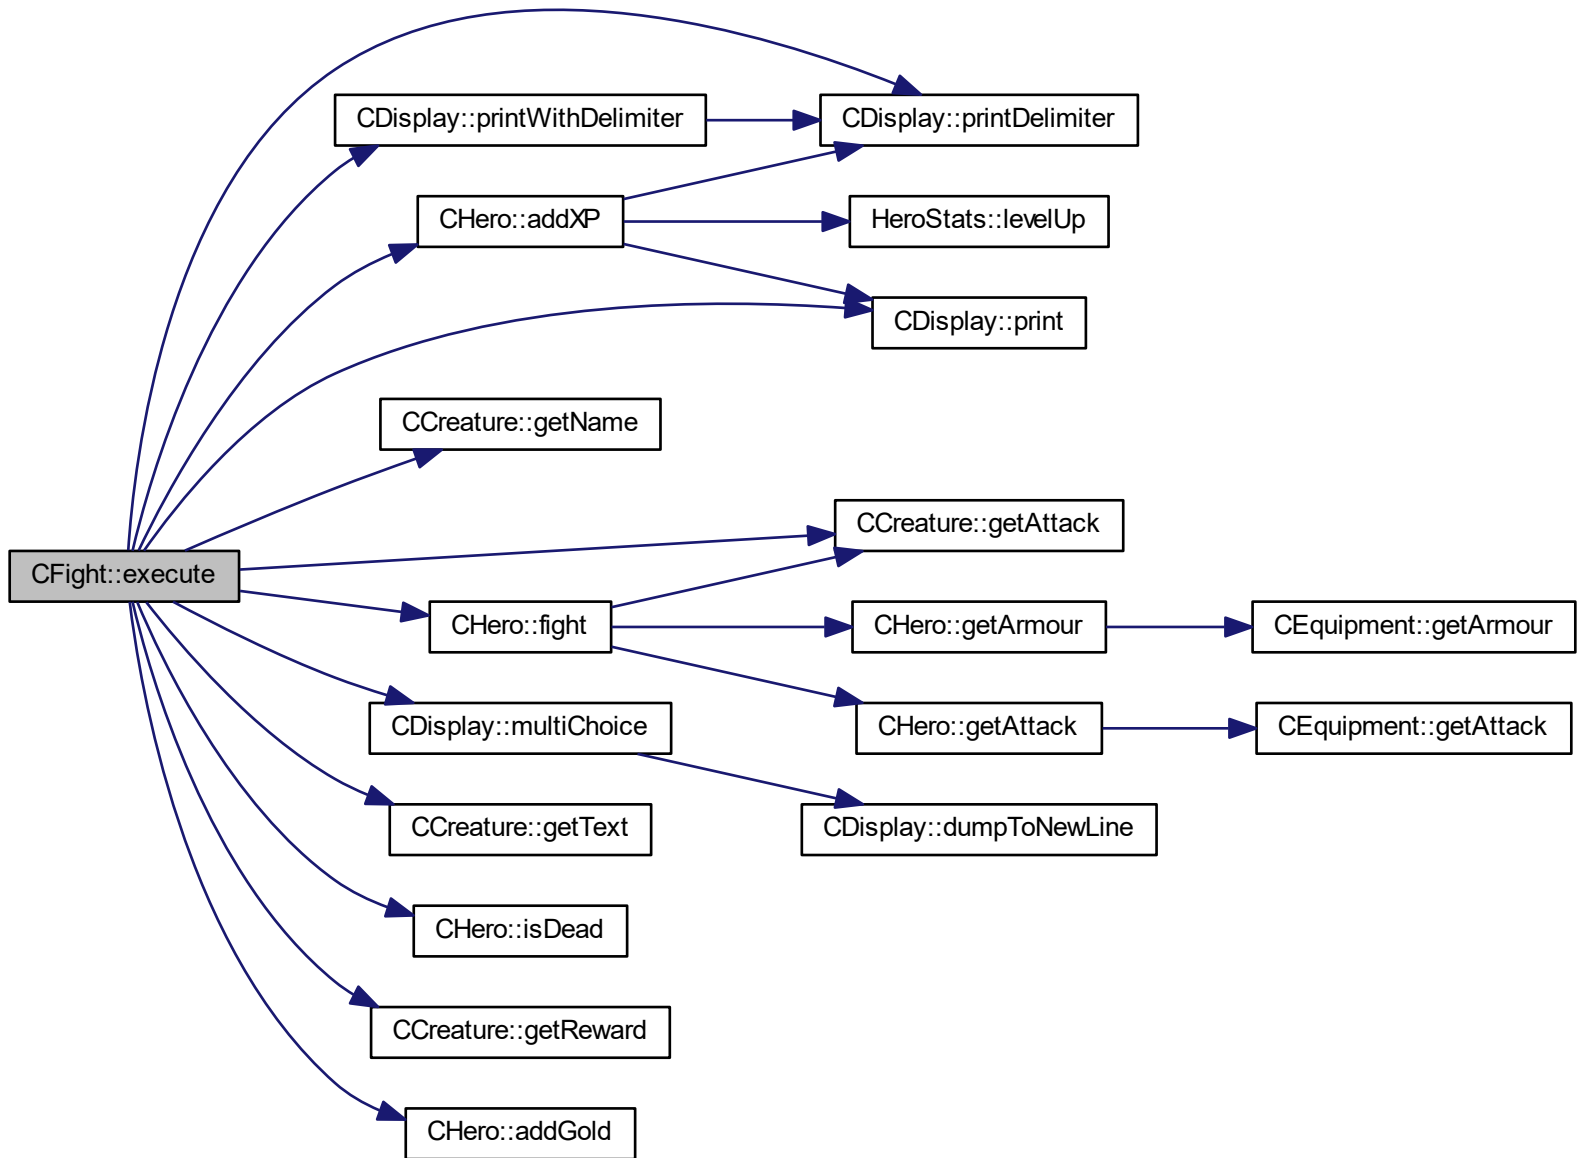 CDisplay::printWithDelimiter
CDisplay::printDelimiter
CHero::addXP
HeroStats::levelUp
CDisplay::print
CCreature::getName
CCreature::getAttack
CFight::execute
CHero::fight
CHero::getArmour
CEquipment::getArmour
CDisplay::multiChoice
CHero::getAttack
CEquipment::getAttack
CCreature::getText
CDisplay::dumpToNewLine
CHero::isDead
CCreature::getReward
CHero::addGold